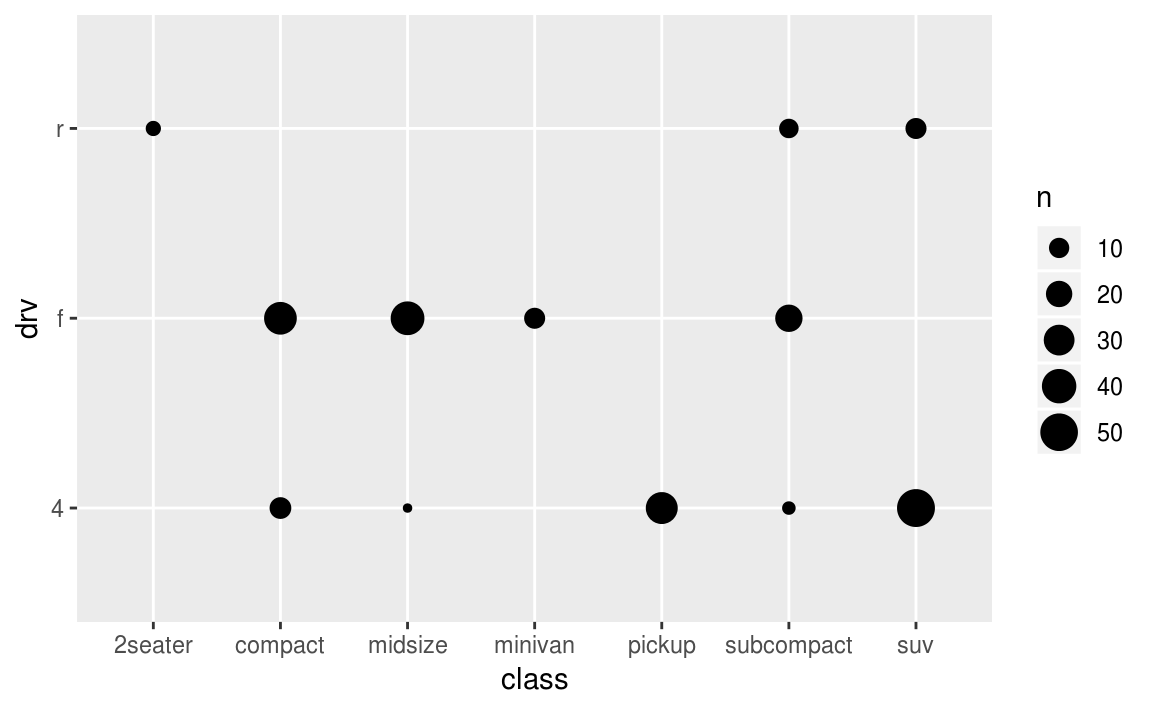 r
f
4
drv
2seater compact midsize minivan pickup subcompact suv
class
n
10
20
30
40
50